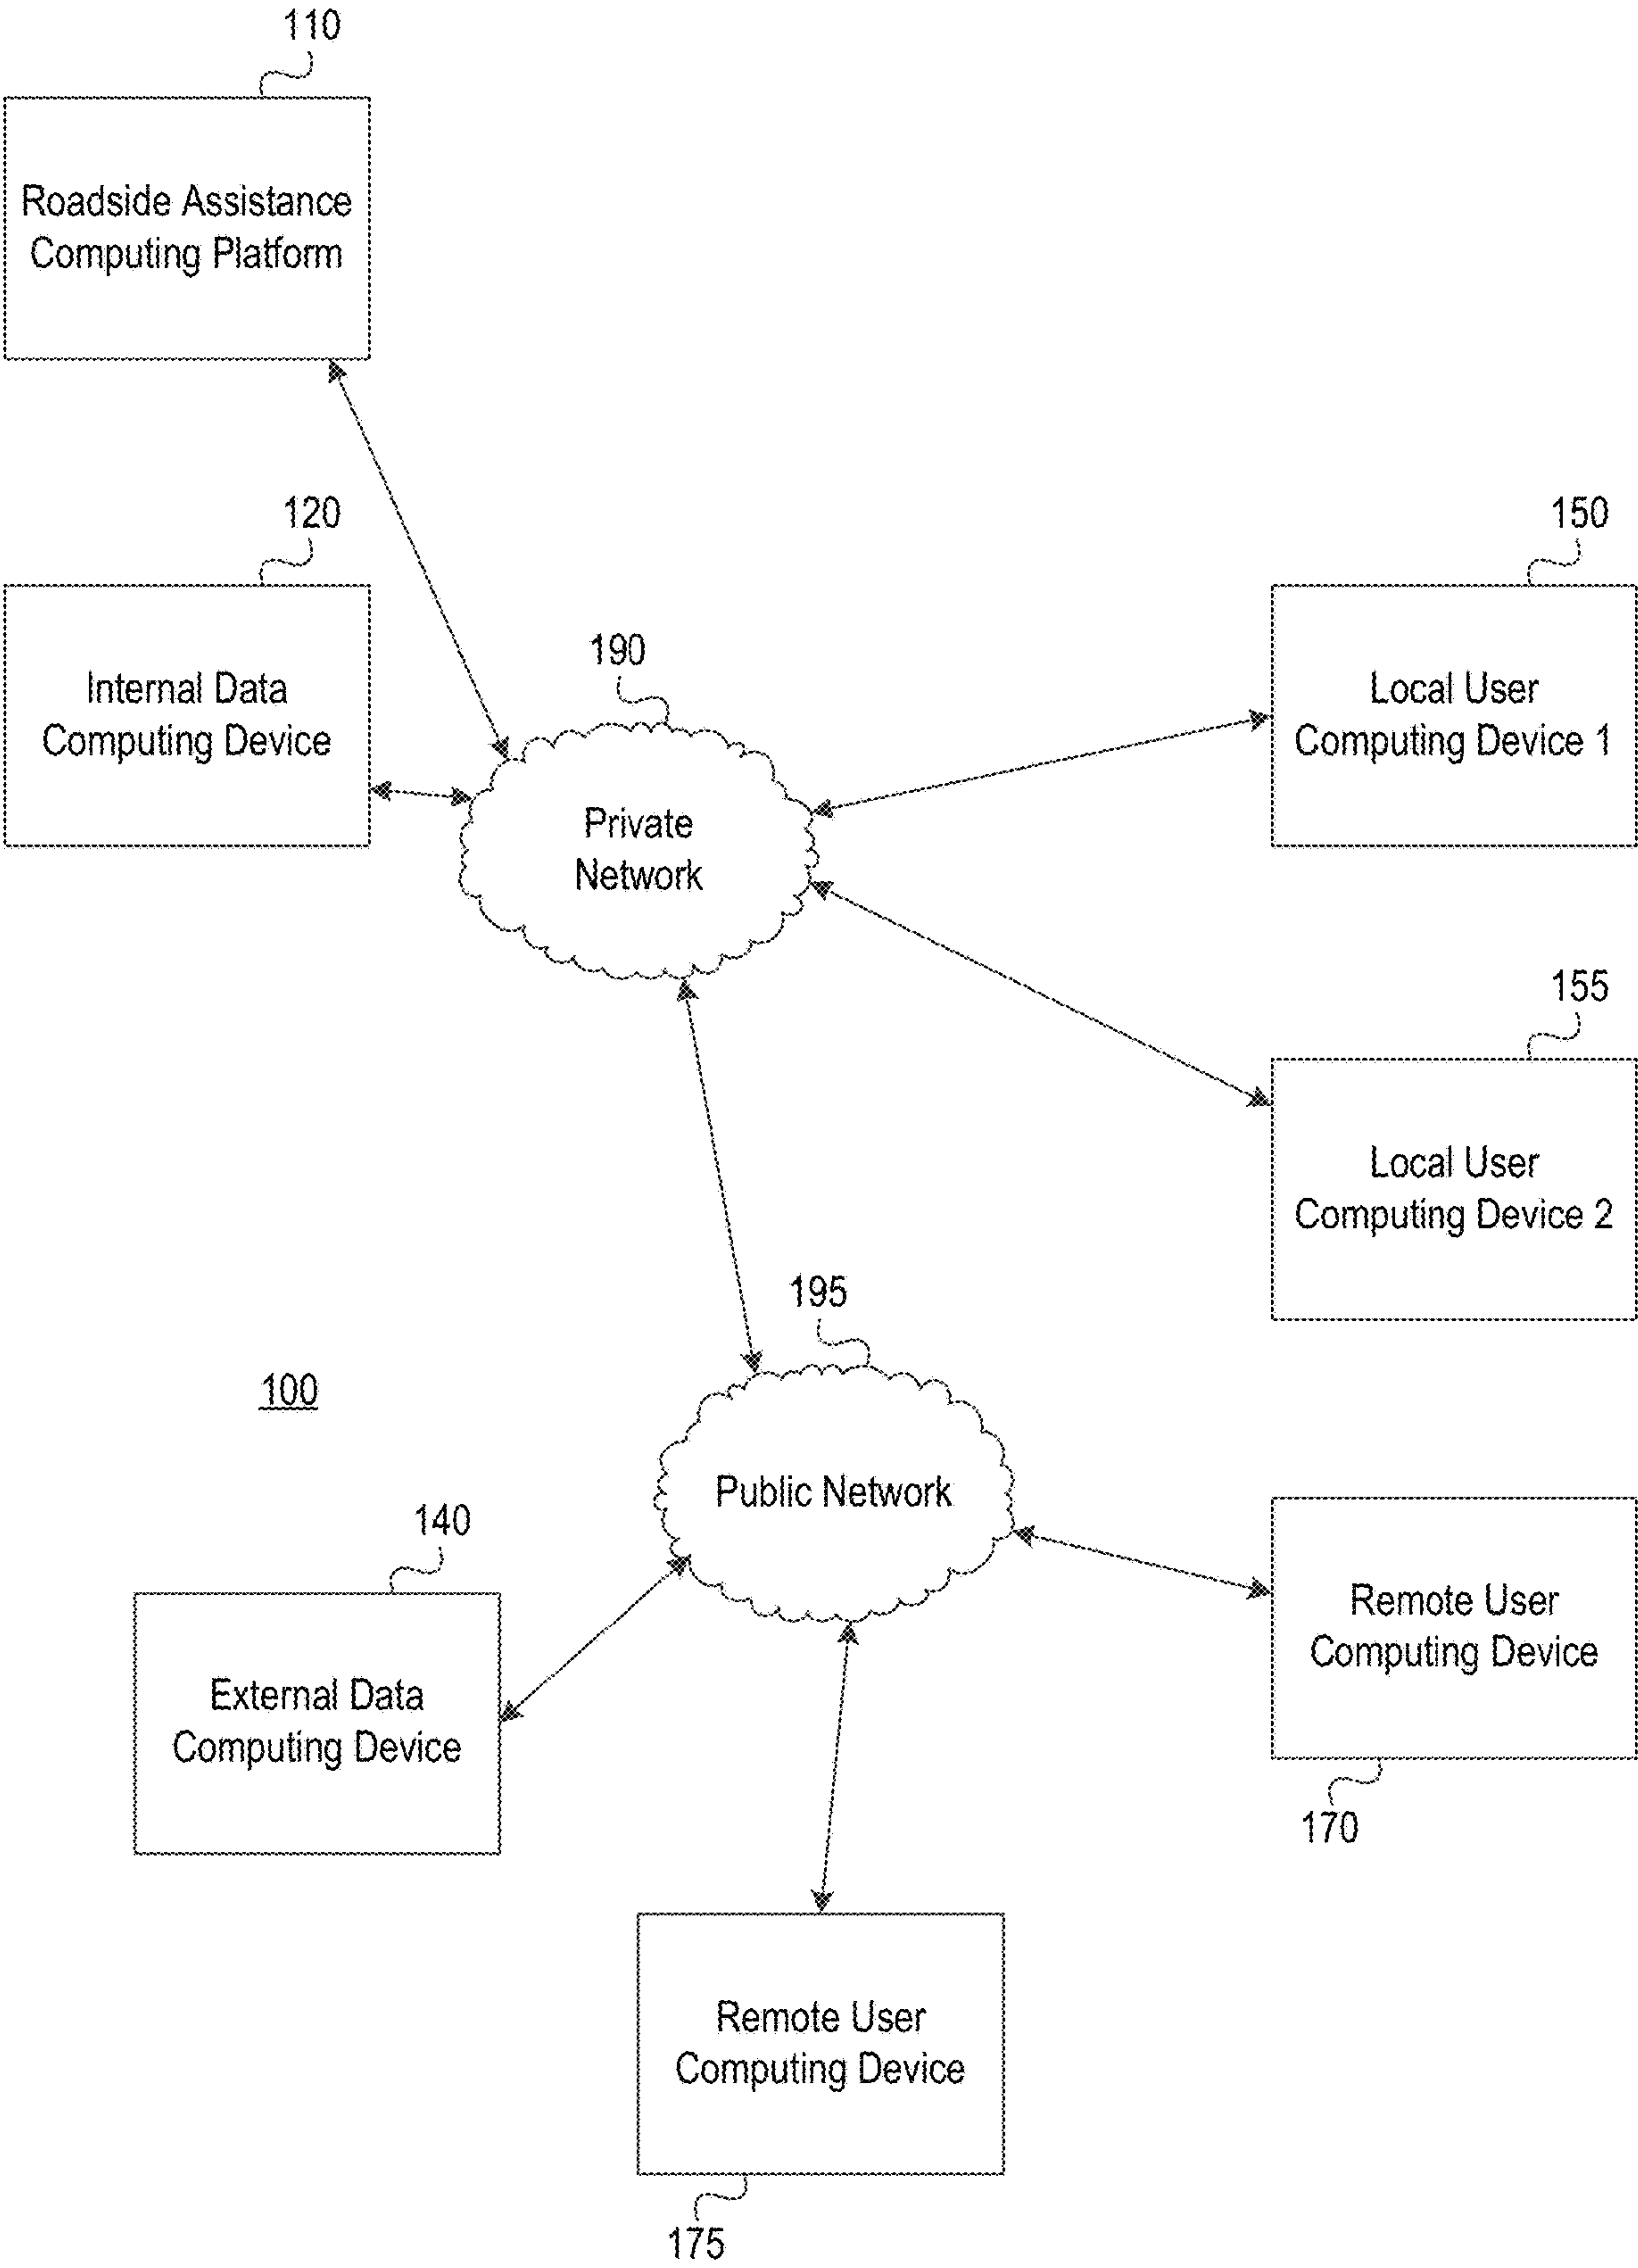 110
Roadside Assistance
Computing Platform
120
Internal Data
Computing Device
190
Private
Network
150
Local User
Computing Device 1
155
Local User
Computing Device 2
195
Public Network
100
140
External Data
Computing Device
Remote User
Computing Device
170
Remote User
Computing Device
175